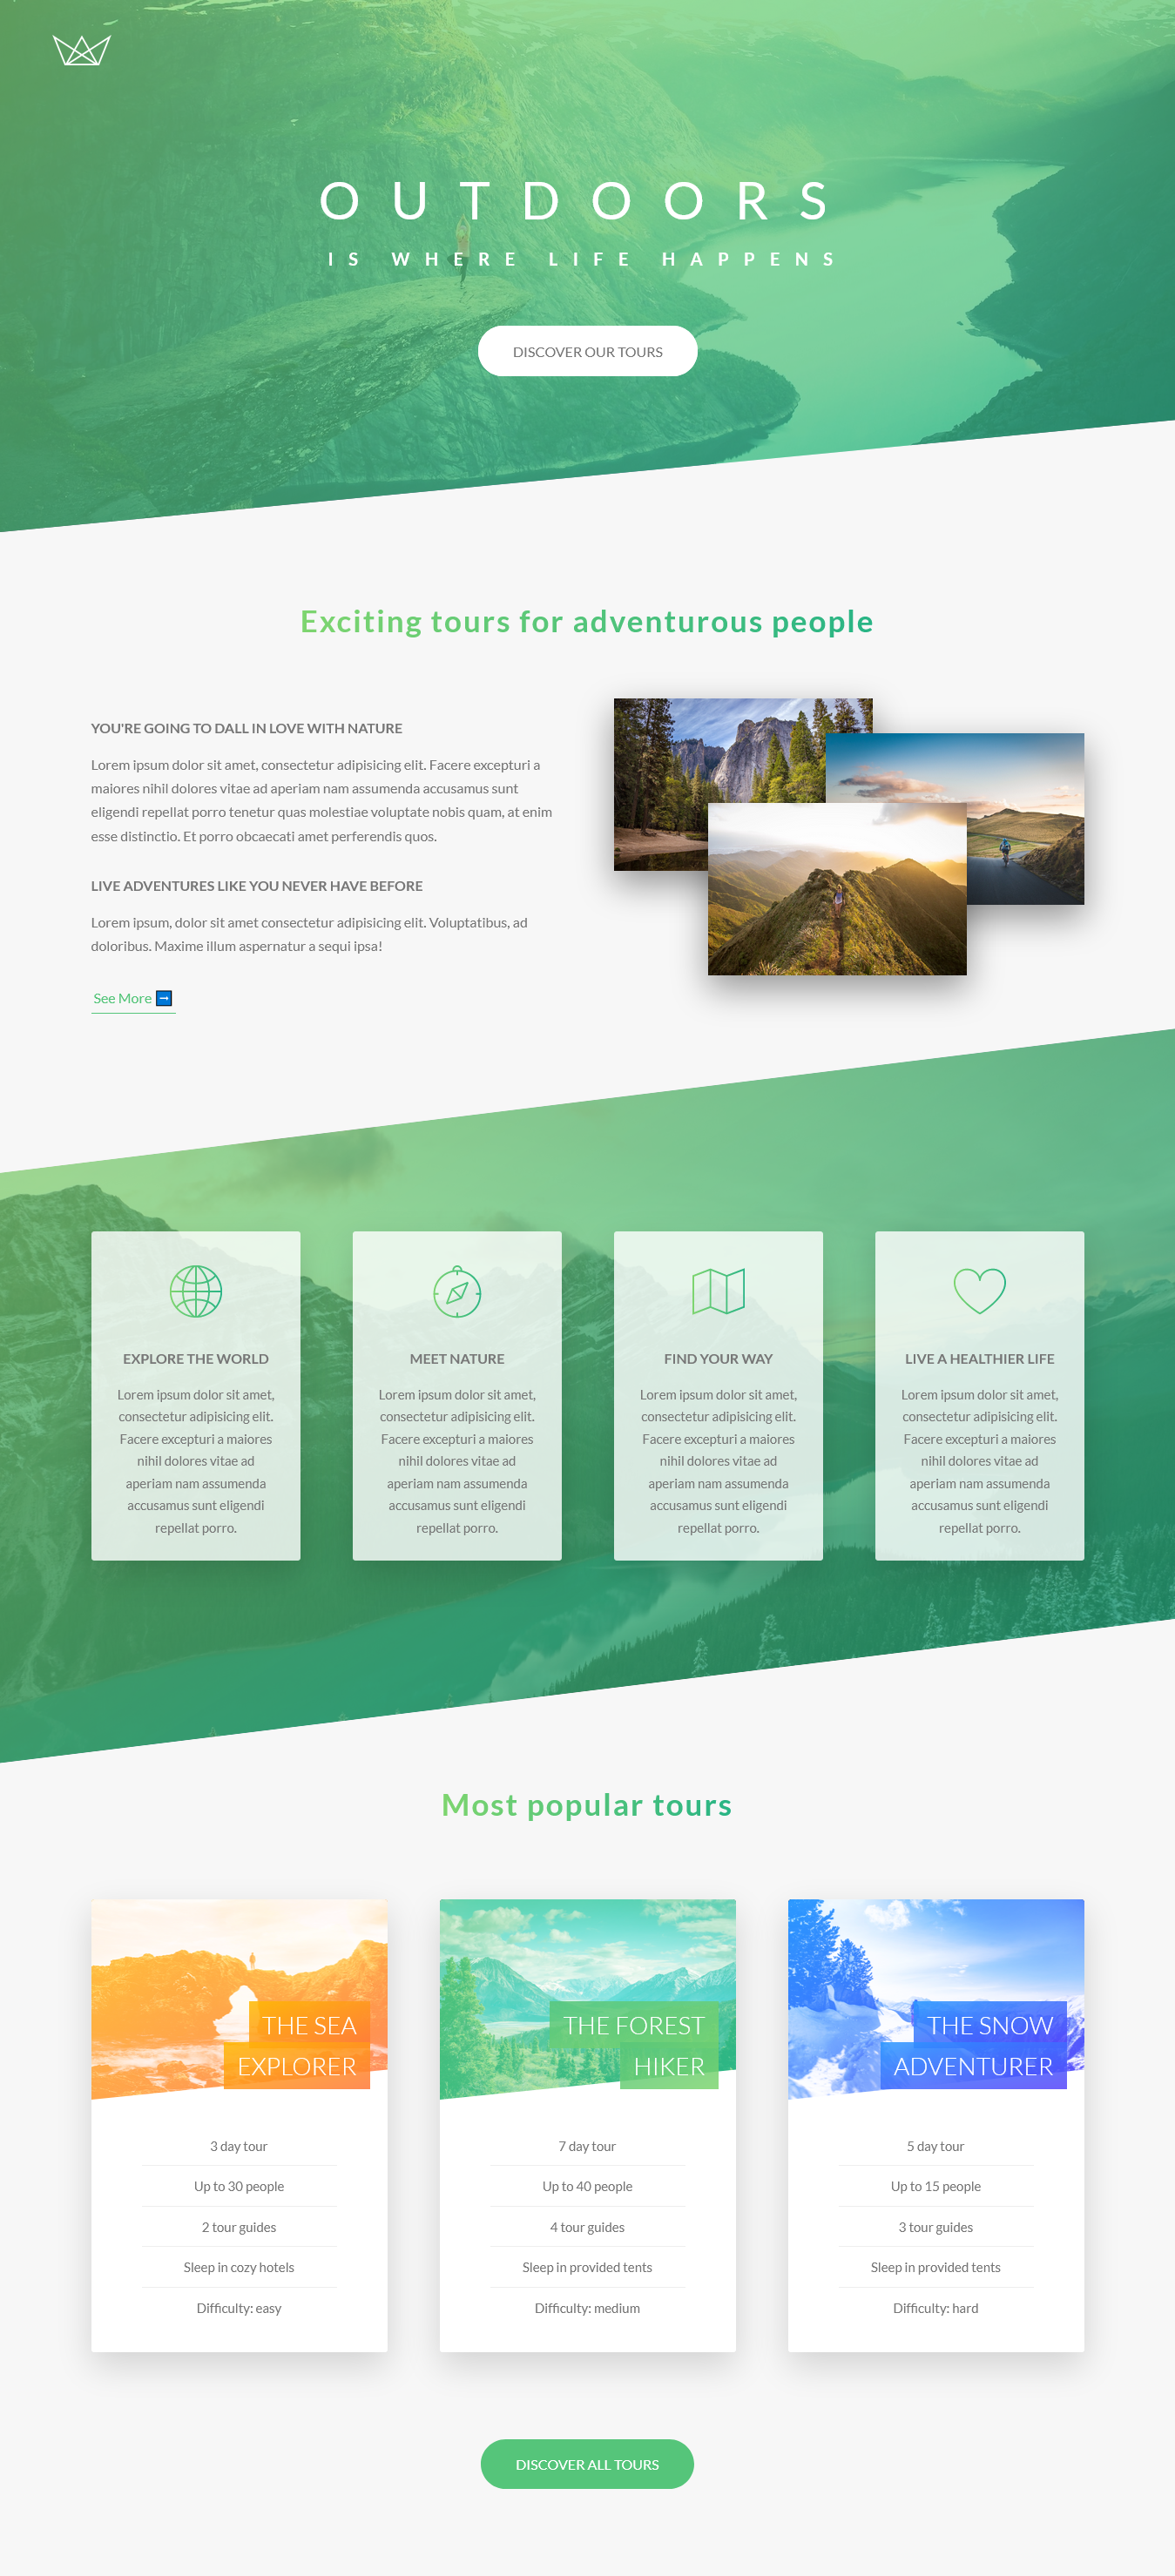 OUTDOORS
IS WHERE LIFE HAPPENS
DISCOVER OUR TOURS
Exciting tours for adventurous people
YOU'RE GOING TO DALL IN LOVE WITH NATURE
Lorem ipsum dolor sit amet, consectetur adipisicing elit. Facere excepturi a
maiores nihil dolores vitae ad aperiam nam assumenda accusamus sunt
eligendi repellat porro tenetur quas molestiae voluptate nobis quam, at enim
esse distinctio. Et porro obcaecati amet perferendis quos.
LIVE ADVENTURES LIKE YOU NEVER HAVE BEFORE
Lorem ipsum, dolor sit amet consectetur adipisicing elit. Voluptatibus, ad
doloribus. Maxime illum aspernatur a sequi ipsa!
See More ➡
EXPLORE THE WORLD
Lorem ipsum dolor sit amet,
consectetur adipisicing elit.
Facere excepturi a maiores
nihil dolores vitae ad
aperiam nam assumenda
accusamus sunt eligendi
repellat porro.
MEET NATURE
Lorem ipsum dolor sit amet,
consectetur adipisicing elit.
Facere excepturi a maiores
nihil dolores vitae ad
aperiam nam assumenda
accusamus sunt eligendi
repellat porro.
FIND YOUR WAY
Lorem ipsum dolor sit amet,
consectetur adipisicing elit.
Facere excepturi a maiores
nihil dolores vitae ad
aperiam nam assumenda
accusamus sunt eligendi
repellat porro.
LIVE A HEALTHIER LIFE
Lorem ipsum dolor sit amet,
consectetur adipisicing elit.
Facere excepturi a maiores
nihil dolores vitae ad
aperiam nam assumenda
accusamus sunt eligendi
repellat porro.
Most popular tours
THE SEA
EXPLORER
3 day tour
Up to 30 people
2 tour guides
Sleep in cozy hotels
Difficulty: easy
THE FOREST
HIKER
7 day tour
Up to 40 people
4 tour guides
Sleep in provided tents
Difficulty: medium
THE SNOW
ADVENTURER
5 day tour
Up to 15 people
3 tour guides
Sleep in provided tents
Difficulty: hard
DISCOVER ALL TOURS